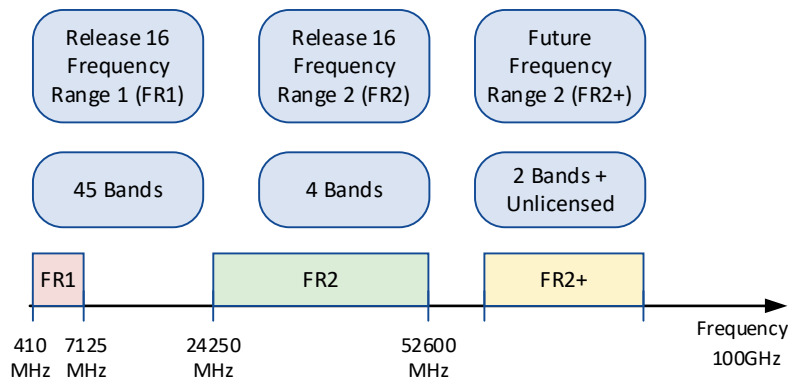 Release 16
Frequency
Range 1 (FR1)
Release 16
Frequency
Range 2 (FR2)
Future
Frequency
Range 2 (FR2+)
45 Bands
4 Bands
2 Bands +
Unlicensed
FR1
FR2
FR2+
410
MHz
7125
MHz
24250
MHz
52600
MHz
Frequency
100GHz